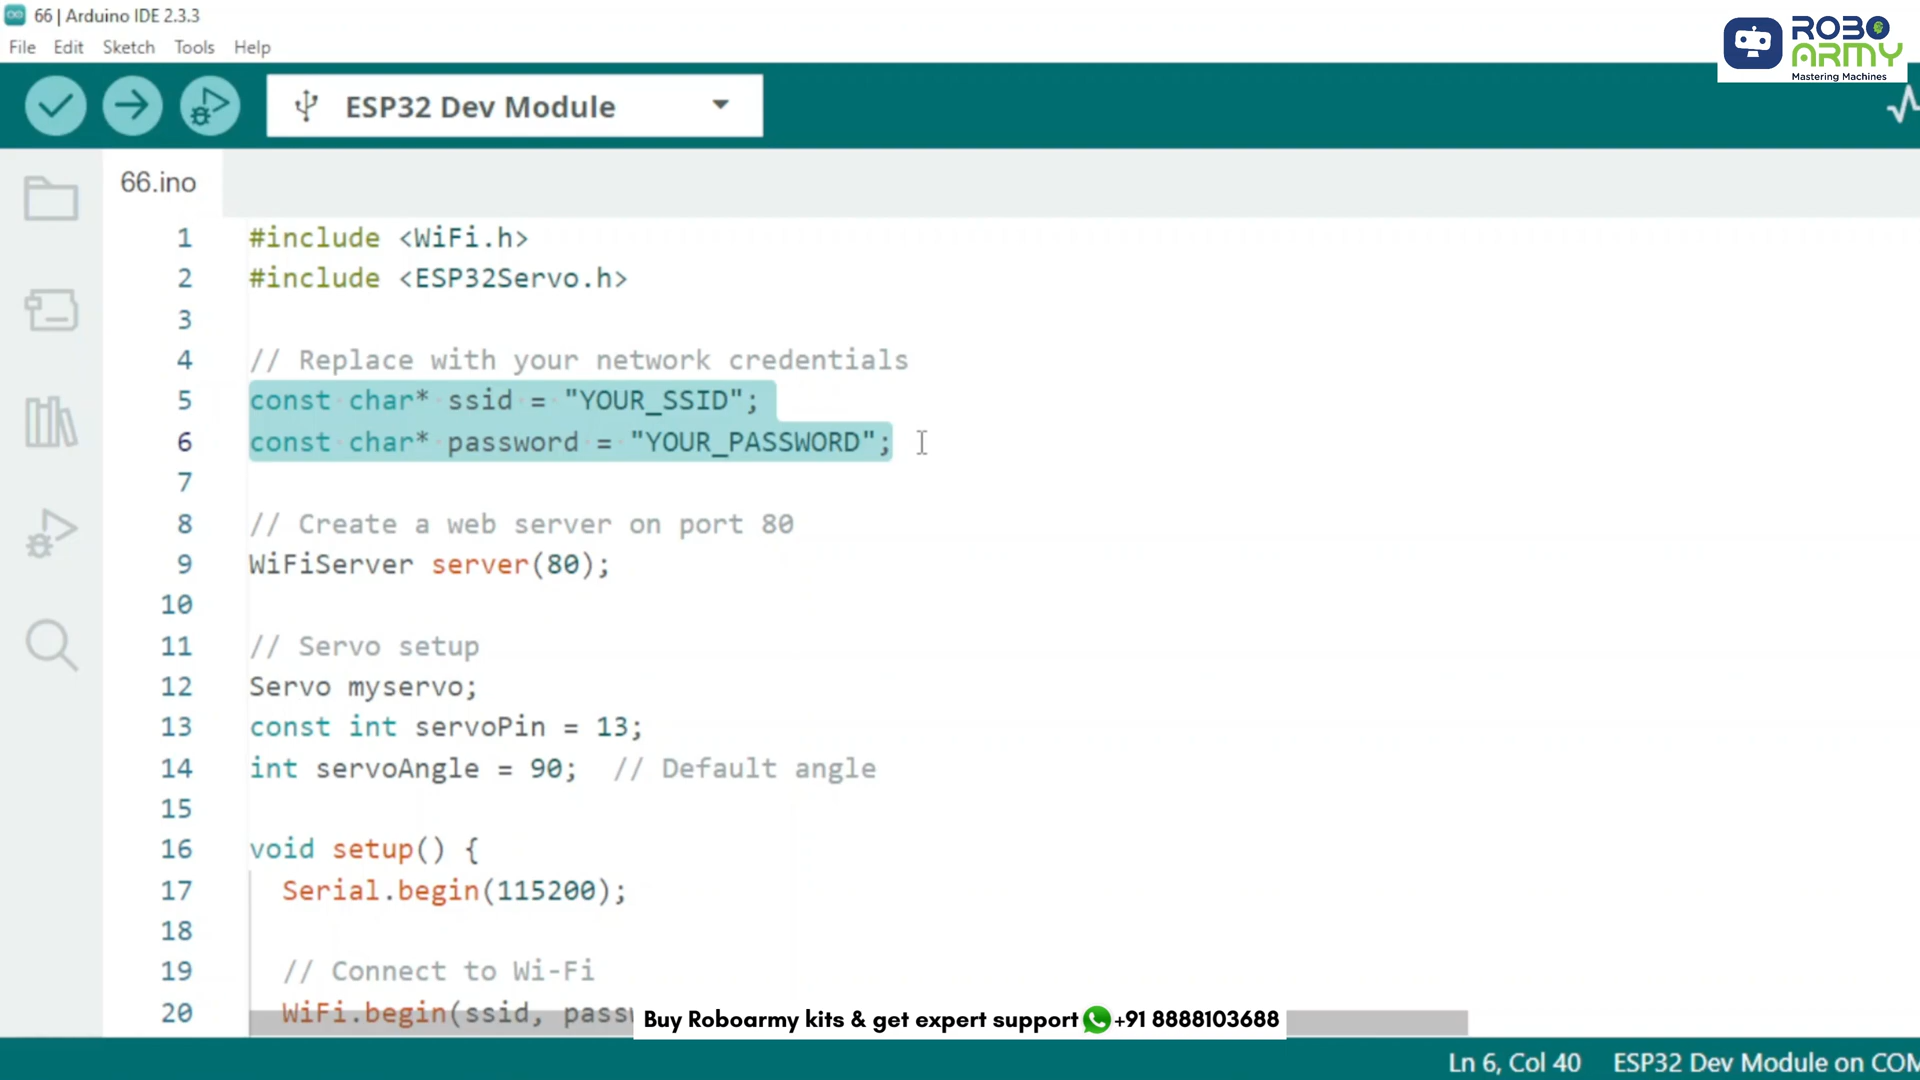 66 | Arduino IDE 2.3.3
File Edit Sketch Tools Help
ROBO
ARMY
Mastering Machines
ESP32 Dev Module
66.ino
1 #include <WiFi.h>
2 #include <ESP32Servo.h>
3
4 // Replace with your network credentials
5 const char* ssid = "YOUR_SSID";
6 const char* password = "YOUR_PASSWORD";
7
8 // Create a web server on port 80
9 WiFiServer server(80);
10
11 // Servo setup
12 Servo myservo;
13 const int servoPin = 13;
14 int servoAngle = 90; // Default angle
15
16 void setup() {
17 Serial.begin(115200);
18
19 // Connect to Wi-Fi
20 WiFi.begin(ssid,
Buy Roboarmy kits & get expert support +91 8888103688
Ln 6, Col 40 ESP32 Dev Module on COM